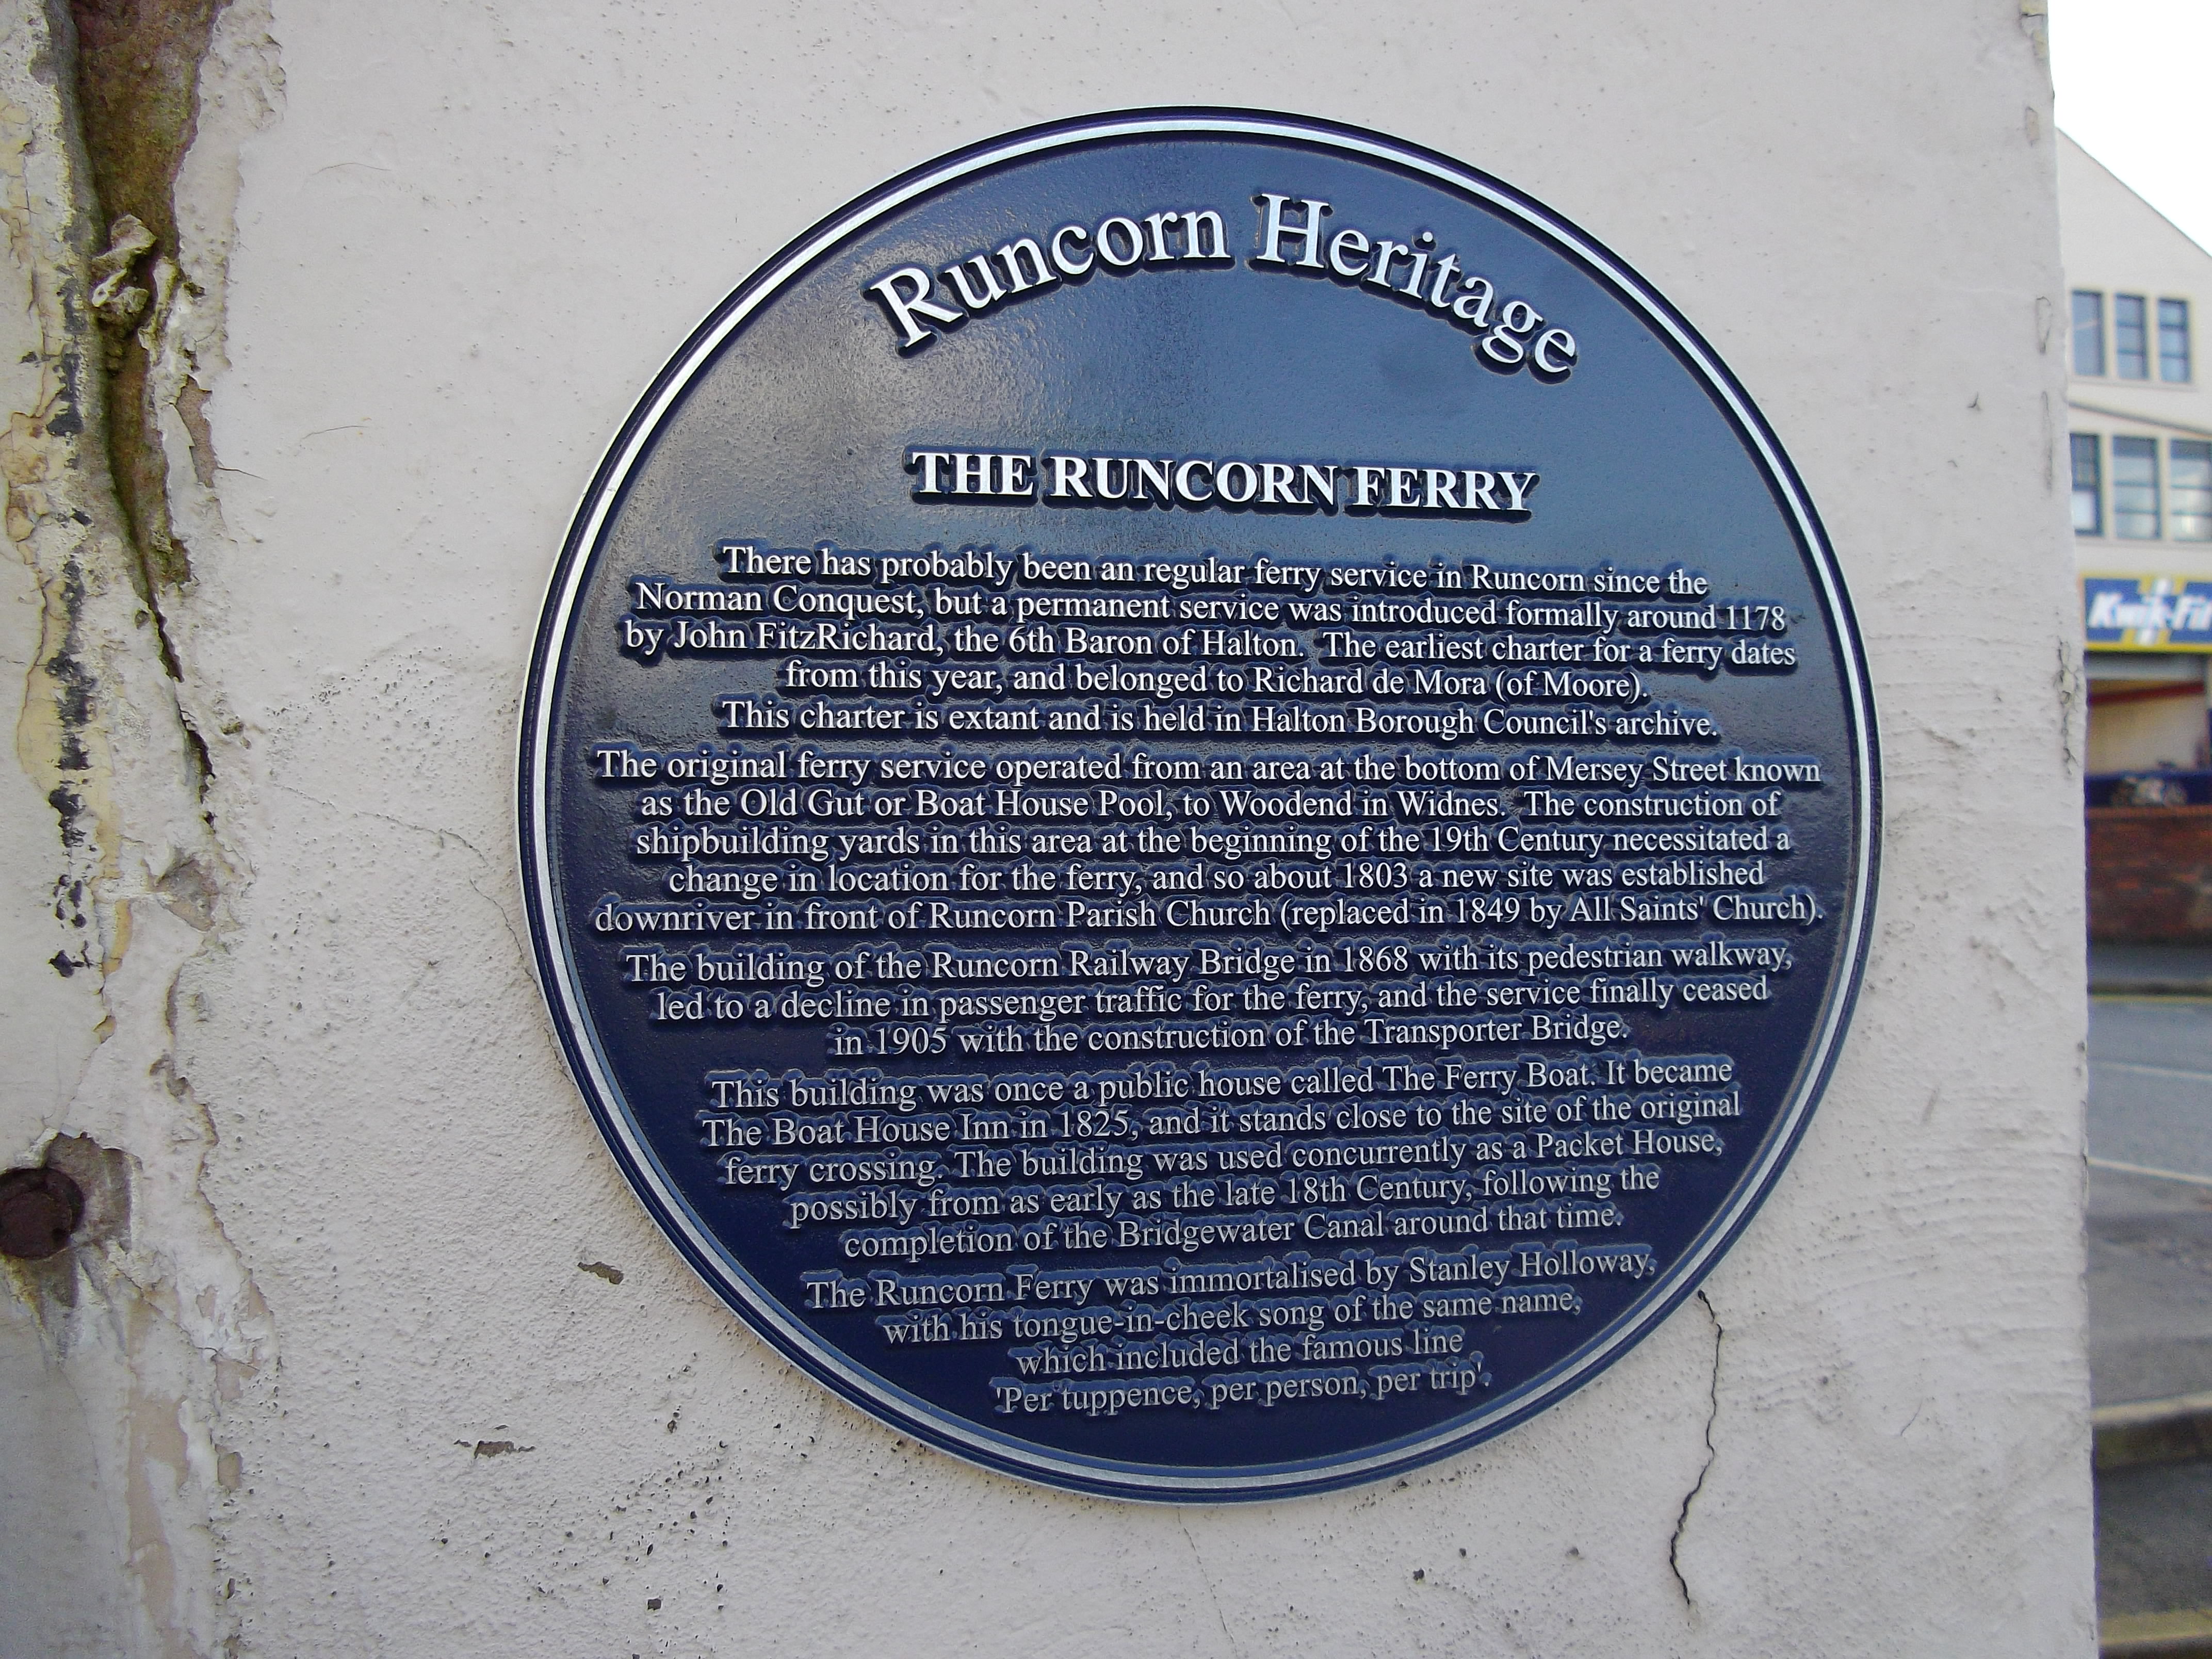 Runcorn Heritage
THE RUNCORN FERRY
There has probably been an regular ferry service in Runcorn since the
Norman Conquest, but a permanent service was introduced formally around 1178
by John FitzRichard, the 6th Baron of Halton. The earliest charter for a ferry dates
from this year, and belonged to Richard de Mora (of Moore).
This charter is extant and is held in Halton Borough Council's archive.
The original ferry service operated from an area at the bottom of Mersey Street known
as the Old Gut or Boat House Pool, to Woodend in Widnes. The construction of
shipbuilding yards in this area at the beginning of the 19th Century necessitated a
change in location for the ferry, and so about 1803 a new site was established
downriver in front of Runcorn Parish Church (replaced in 1849 by All Saints' Church).
The building of the Runcorn Railway Bridge in 1868 with its pedestrian walkway,
led to a decline in passenger traffic for the ferry, and the service finally ceased
in 1905 with the construction of the Transporter Bridge.
This building was once a public house called The Ferry Boat. It became
The Boat House Inn in 1825, and it stands close to the site of the original
ferry crossing. The building was used concurrently as a Packet House,
possibly from as early as the late 18th Century, following the
completion of the Bridgewater Canal around that time.
The Runcorn Ferry was immortalised by Stanley Holloway,
with his tongue-in-cheek song of the same name,
which included the famous line
'Per tuppence, per person, per trip'.
Kwik-Fit